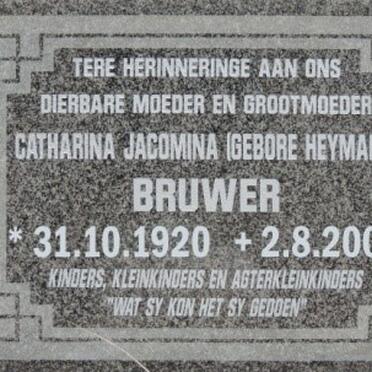 TERE HERINNERINGE AAN ONS
DIERBARE MOEDER EN GROOTMOEDER
CATHARINA JACOMINA (GEBORE
BRUWER
* 31.10.1920 + 2.8.200
KINDERS, KLEINKINDERS EN AGTERKLEINKINDERS
"WAT SY KON HET SY GEDOEN"